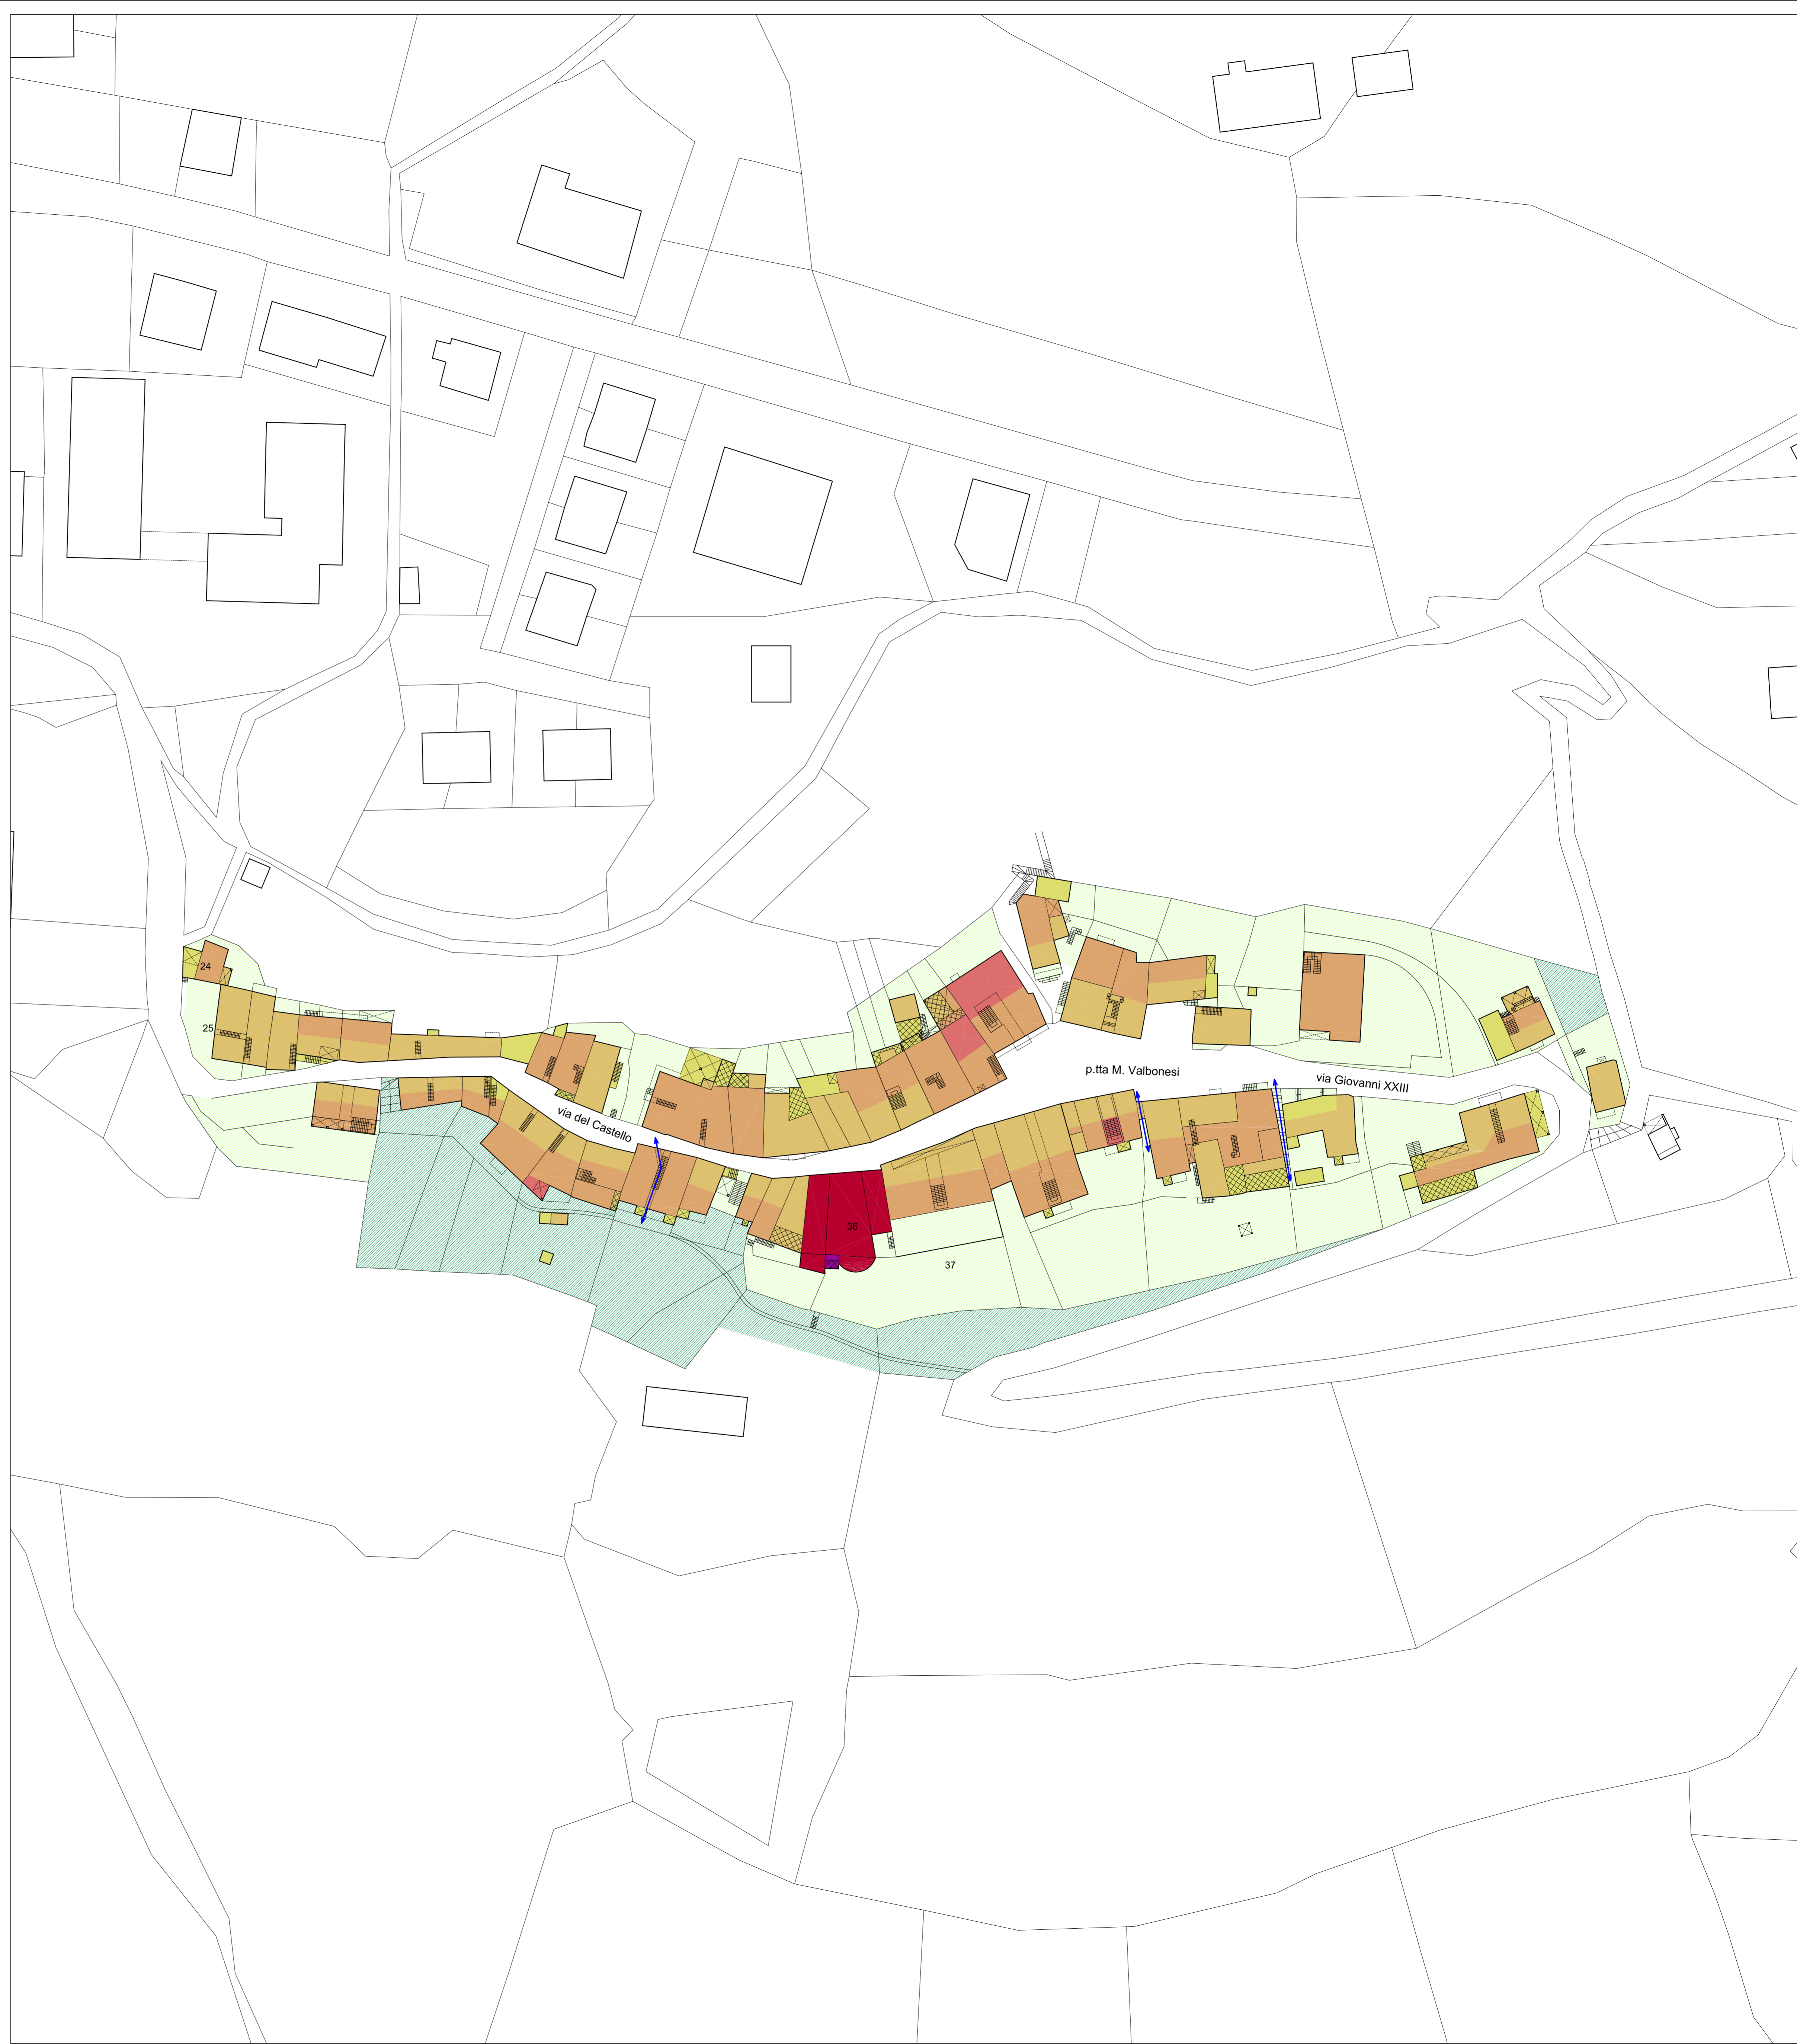 24
25
p.tta M. Valbonesi
via Giovanni XXIII
via del Castello
36
37